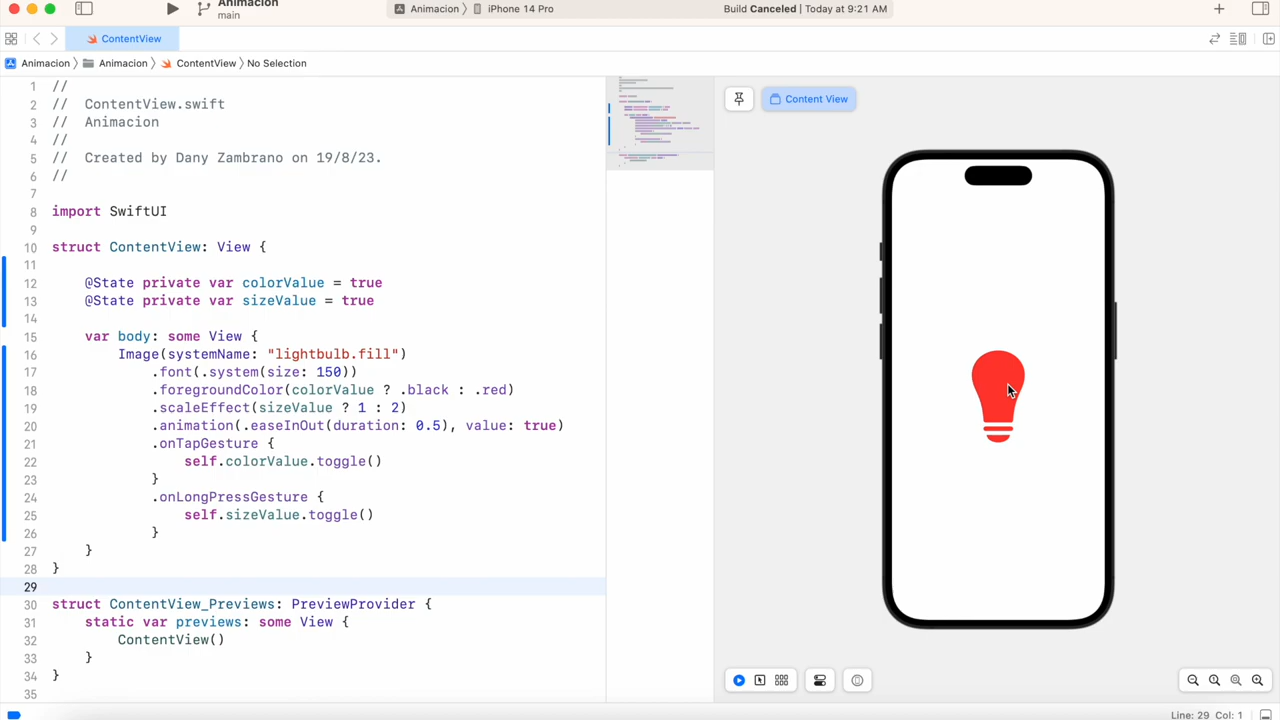 Animacion
main
Animacion
iPhone 14 Pro
Build Canceled | Today at 9:21 AM
ContentView
Animacion
Animacion
ContentView
No Selection
1 //
2 // ContentView.swift
3 // Animacion
4 //
5 // Created by Dany Zambrano on 19/8/23.
6 //
7
8 import SwiftUI
9
10 struct ContentView: View {
11
12 @State private var colorValue = true
13 @State private var sizeValue = true
14
15 var body: some View {
16 Image(systemName: "lightbulb.fill")
17 .font(.system(size: 150))
18 .foregroundColor(colorValue ? .black : .red)
19 .scaleEffect(sizeValue ? 1 : 2)
20 .animation(.easeInOut(duration: 0.5), value: true)
21 .onTapGesture {
22 self.colorValue.toggle()
23 }
24 .onLongPressGesture {
25 self.sizeValue.toggle()
26 }
27 }
28 }
29
30 struct ContentView_Previews: PreviewProvider {
31 static var previews: some View {
32 ContentView()
33 }
34 }
35
Content View
Line: 29 Col: 1